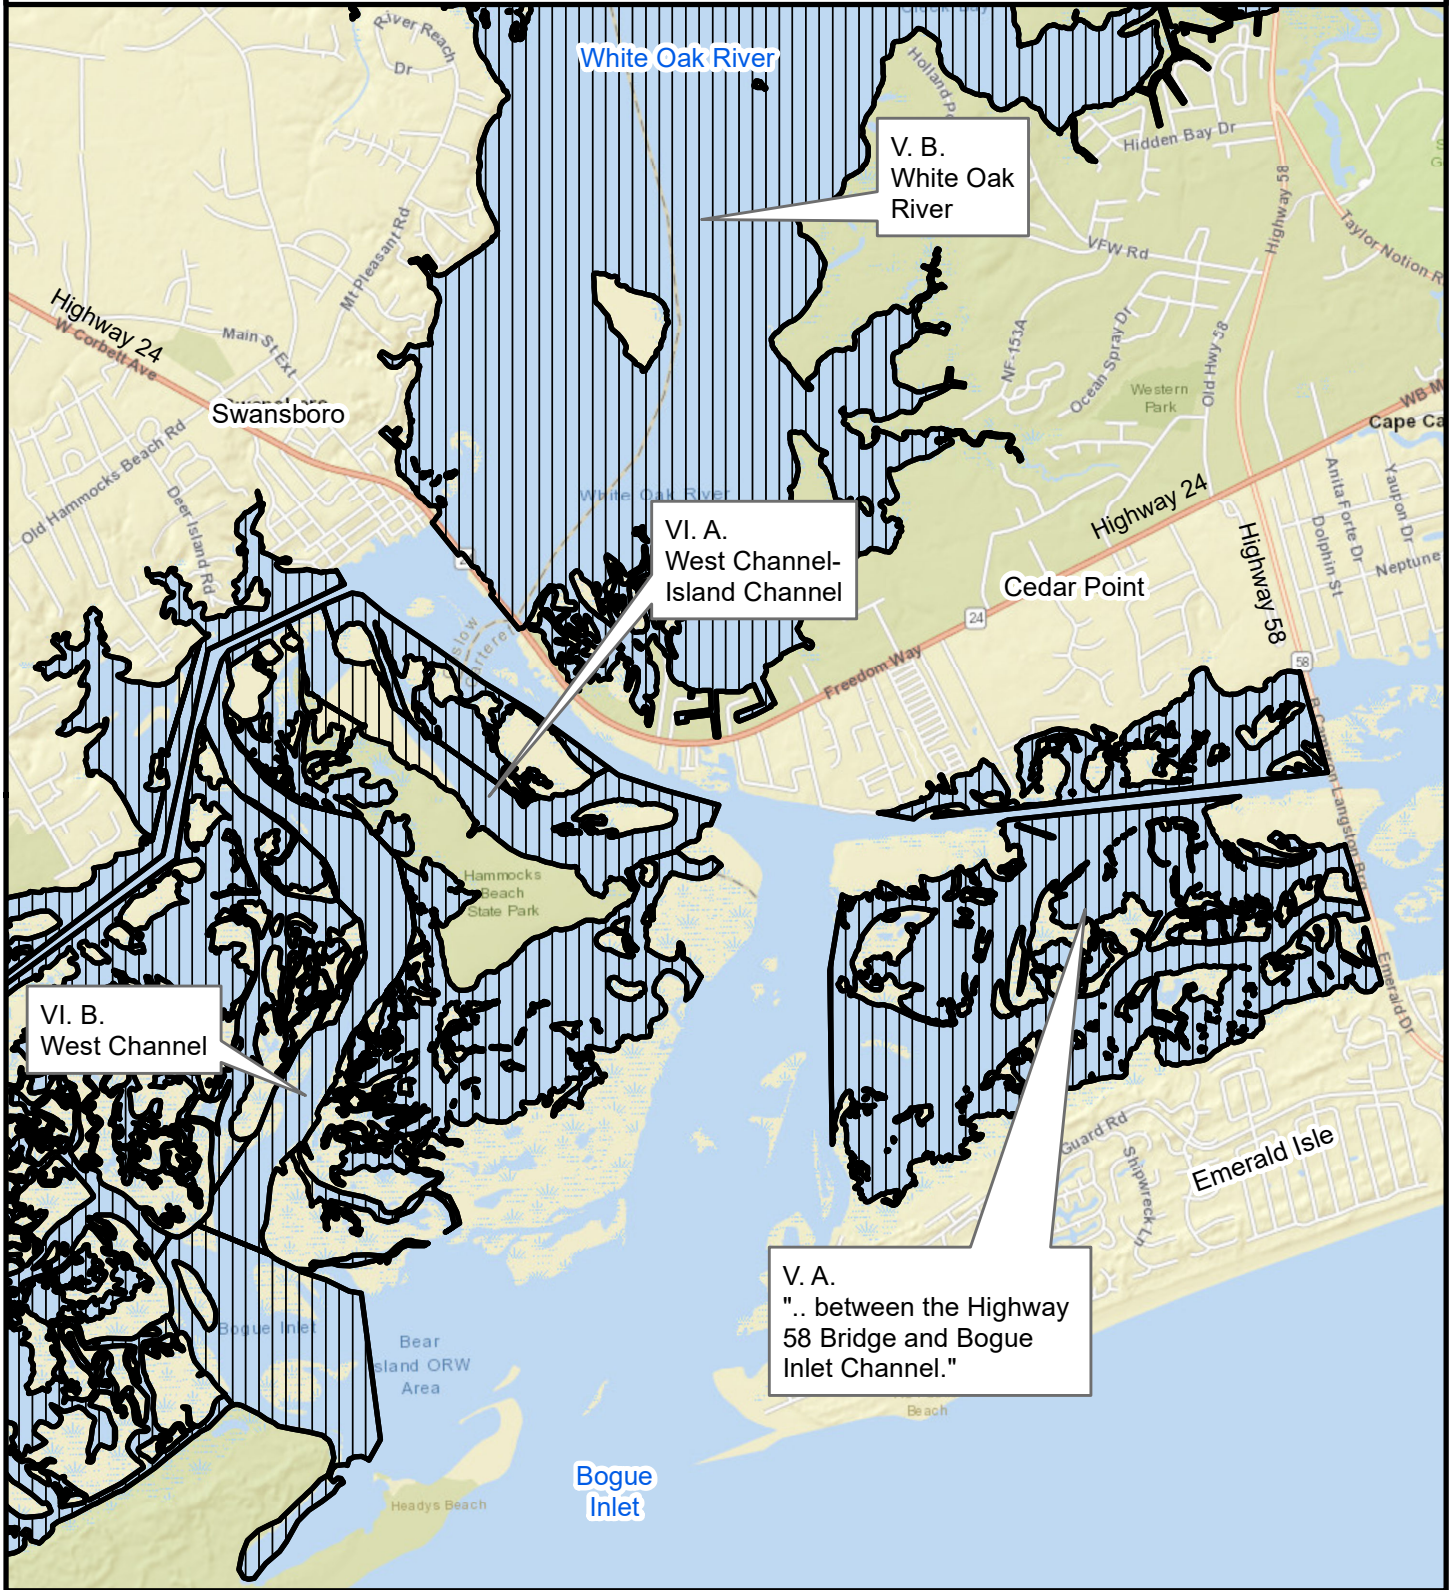 River Reach
Dr
White Oak River
Holland
V. B.
White Oak
River
Hidden Bay Dr
Highway 58
Taylor Notion R
VFW Rd
Mt Pleasant Rd
Highway 24
W Corbett Ave
Main St Ext
Swansboro
NF-153A
Ocean Spray Dr
Old Hwy 58
Western
Park
WB M
Cape Ca
Old Hammocks Beach Rd
Deer Island Rd
White Oak River
VI. A.
West Channel-
Island Channel
Highway 24
Highway 58
Anita Forte Dr
Yaupon Dr
Dolphin St
Neptune
Cedar Point
24
Freedom Way
58
B Cameron Langston Brg
Hammocks
Beach
State Park
VI. B.
West Channel
Emerald Dr
Guard Rd
Shipwreck Ln
Emerald Isle
V. A.
".. between the Highway
58 Bridge and Bogue
Inlet Channel."
Bogue Inlet
Bear
sland ORW
Area
Beach
Bogue
Inlet
Headys Beach